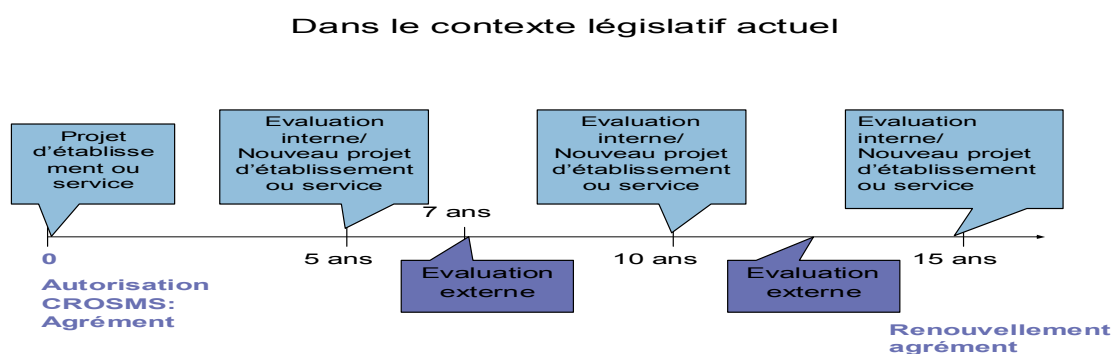 Dans le contexte législatif actuel
Projet
d'établisse
ment ou
service
Evaluation
interne/
Nouveau projet
d'établissement
ou service
Evaluation
interne/
Nouveau projet
d'établissement
ou service
Evaluation
interne/
Nouveau projet
d'établissement
ou service
7 ans
0
5 ans
10 ans
15 ans
Autorisation
CROSMS:
Agrément
Evaluation
externe
Evaluation
externe
Renouvellement
agrément